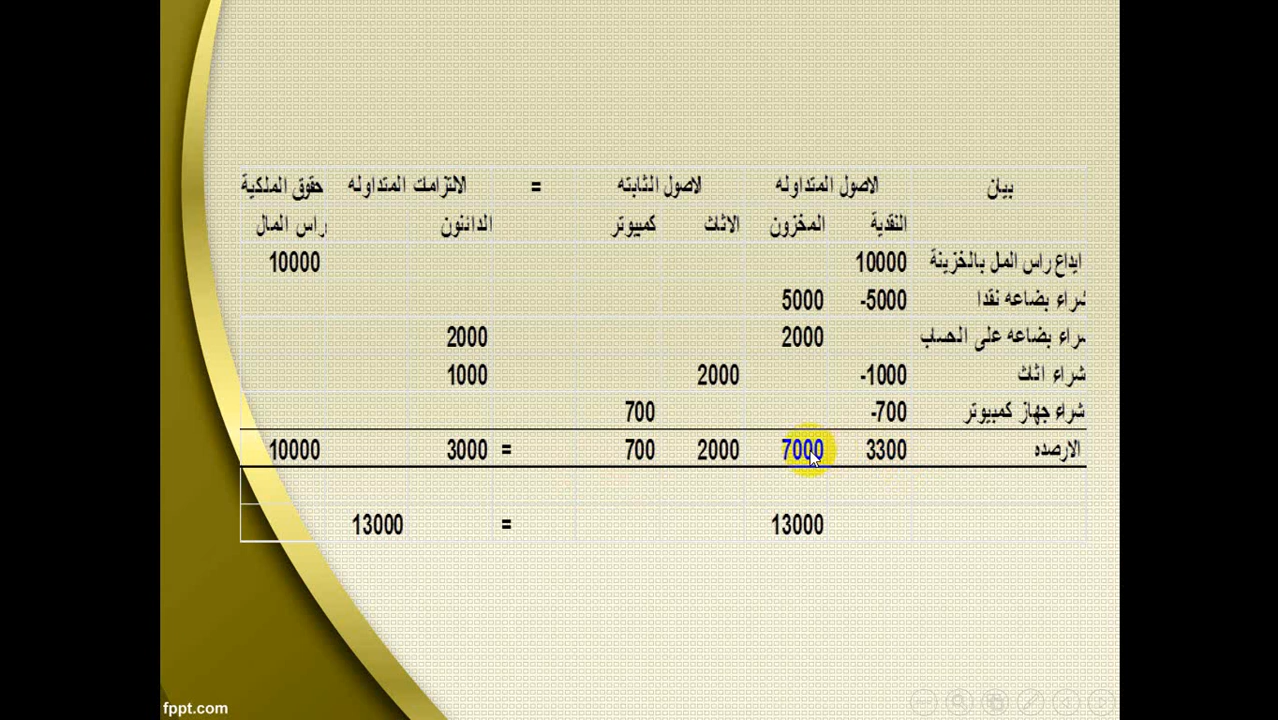 بيان الاصول المتداوله الاصول الثابته = الالتزامات المتداوله حقوق الملكية
النقدية المخزون الاثاث كمبيوتر الدائنون راس المال
ايداع راس المل بالخزينة 10000 10000
شراء بضاعه نقدا -5000 5000
شراء بضاعه على الحساب 2000 2000
شراء اثاث -1000 2000 1000
شراء جهاز كمبيوتر -700 700
الارصده 3300 7000 2000 700 = 3000 10000
13000 = 13000
fppt.com